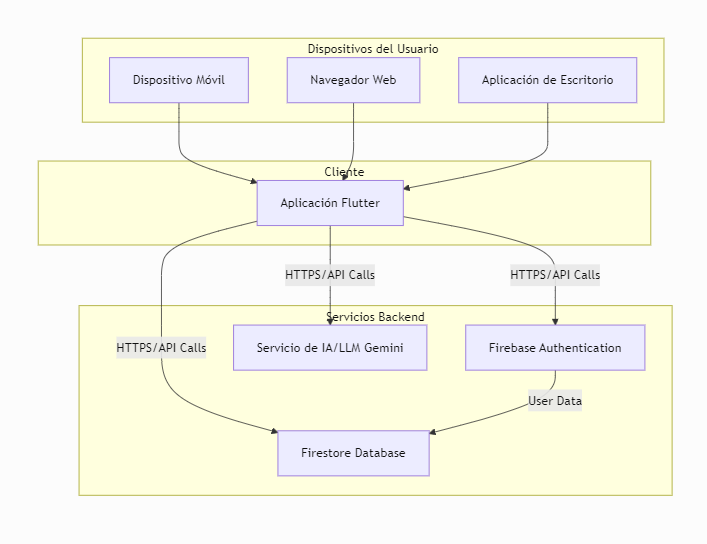 Dispositivos del Usuario
Dispositivo Móvil
Navegador Web
Aplicación de Escritorio
Cliente
Aplicación Flutter
HTTPS/API Calls
HTTPS/API Calls
Servicios Backend
HTTPS/API Calls
Servicio de IA/LLM Gemini
Firebase Authentication
User Data
Firestore Database